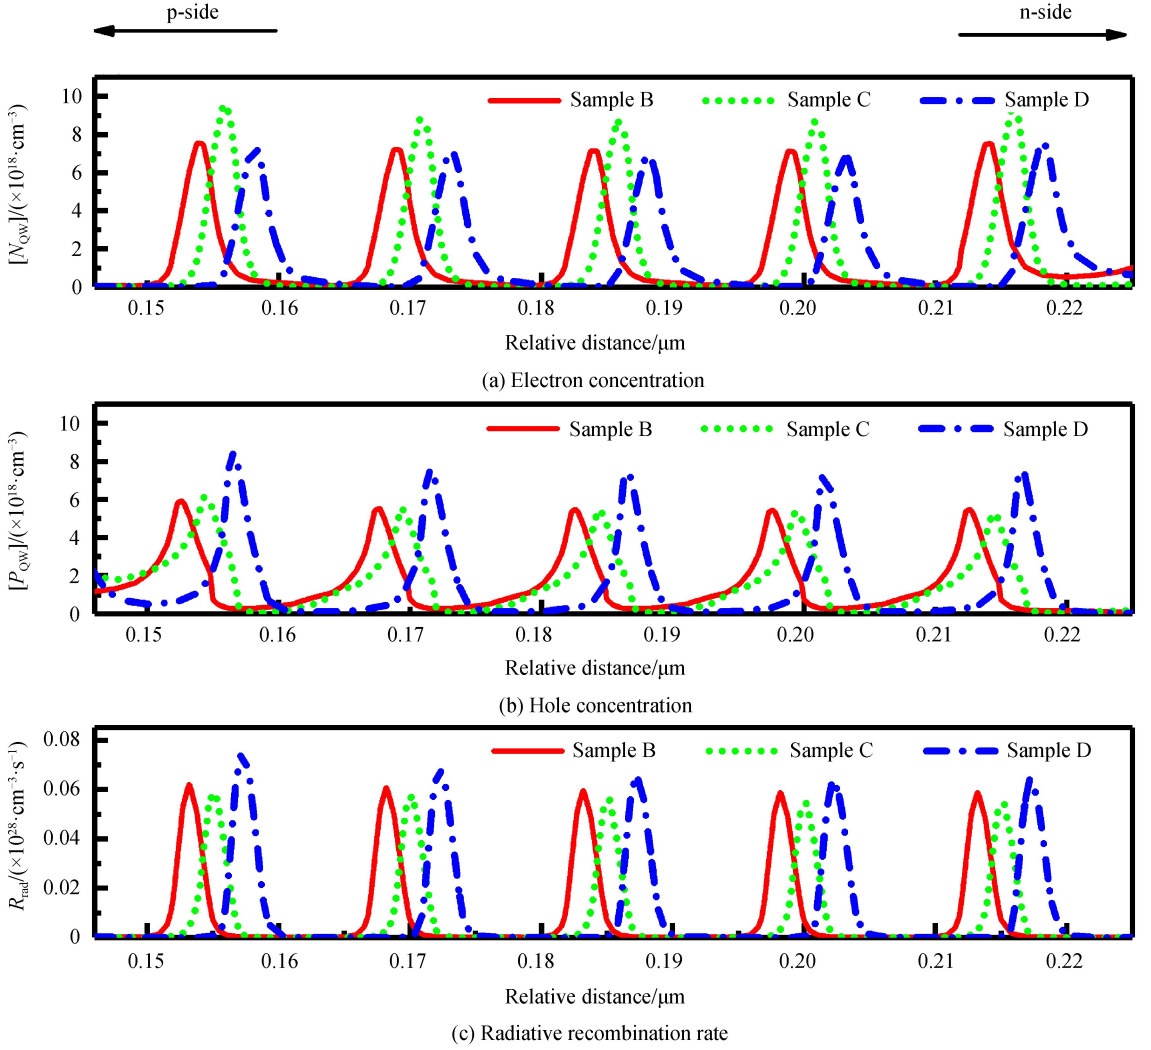 p-side
n-side
[N_QW]/(×10^18·cm^−3)
10
8
6
4
2
0
Sample B
Sample C
Sample D
0.15
0.16
0.17
0.18
0.19
0.20
0.21
0.22
Relative distance/μm
(a) Electron concentration
[P_QW]/(×10^18·cm^−3)
10
8
6
4
2
0
Sample B
Sample C
Sample D
0.15
0.16
0.17
0.18
0.19
0.20
0.21
0.22
Relative distance/μm
(b) Hole concentration
R_rad/(×10^28·cm^−3·s^−1)
0.08
0.06
0.04
0.02
0
Sample B
Sample C
Sample D
0.15
0.16
0.17
0.18
0.19
0.20
0.21
0.22
Relative distance/μm
(c) Radiative recombination rate